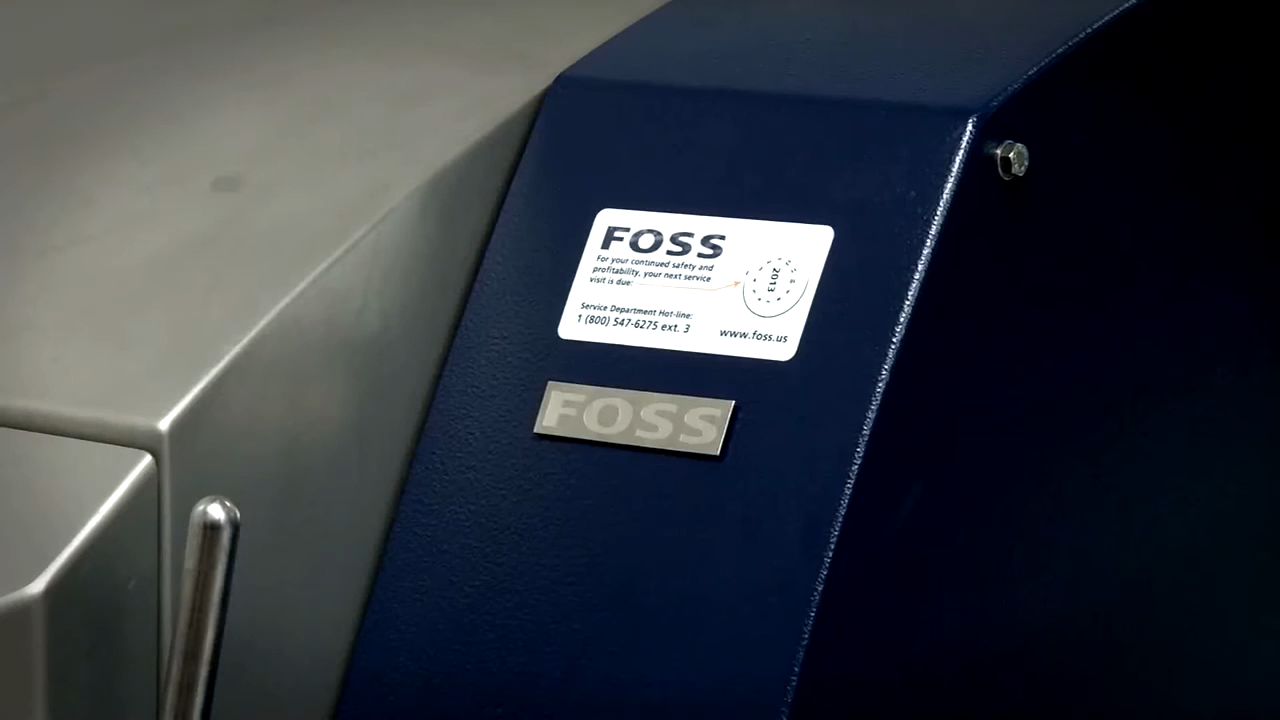 FOSS
For your continued safety and
profitability, your next service
visit is due:
2013
Service Department Hot-line:
1 (800) 547-6275 ext. 3
www.foss.us
FOSS